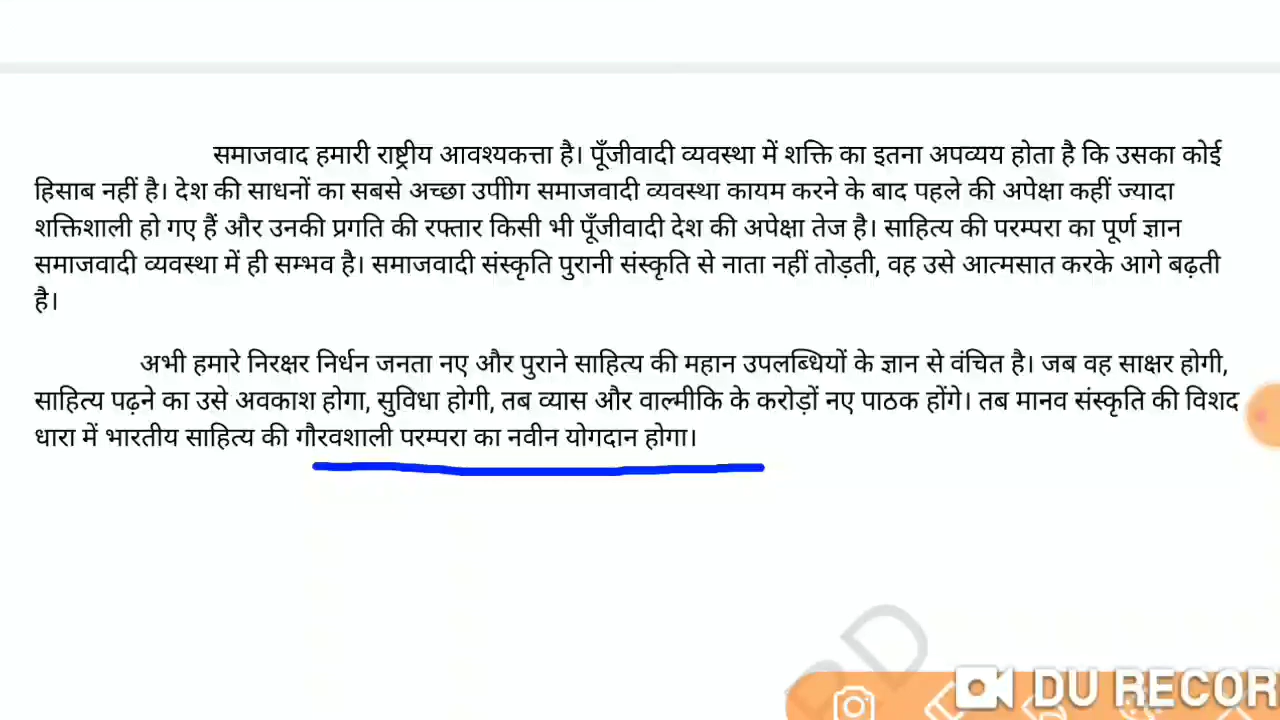 समाजवाद हमारी राष्ट्रीय आवश्यकत्ता है। पूँजीवादी व्यवस्था में शक्ति का इतना अपव्यय होता है कि उसका कोई
हिसाब नहीं है। देश की साधनों का सबसे अच्छा उपीोग समाजवादी व्यवस्था कायम करने के बाद पहले की अपेक्षा कहीं ज्यादा
शक्तिशाली हो गए हैं और उनकी प्रगति की रफ्तार किसी भी पूँजीवादी देश की अपेक्षा तेज है। साहित्य की परम्परा का पूर्ण ज्ञान
समाजवादी व्यवस्था में ही सम्भव है। समाजवादी संस्कृति पुरानी संस्कृति से नाता नहीं तोड़ती, वह उसे आत्मसात करके आगे बढ़ती
है।
अभी हमारे निरक्षर निर्धन जनता नए और पुराने साहित्य की महान उपलब्धियों के ज्ञान से वंचित है। जब वह साक्षर होगी,
साहित्य पढ़ने का उसे अवकाश होगा, सुविधा होगी, तब व्यास और वाल्मीकि के करोड़ों नए पाठक होंगे। तब मानव संस्कृति की विशद
धारा में भारतीय साहित्य की गौरवशाली परम्परा का नवीन योगदान होगा।
DU RECOR